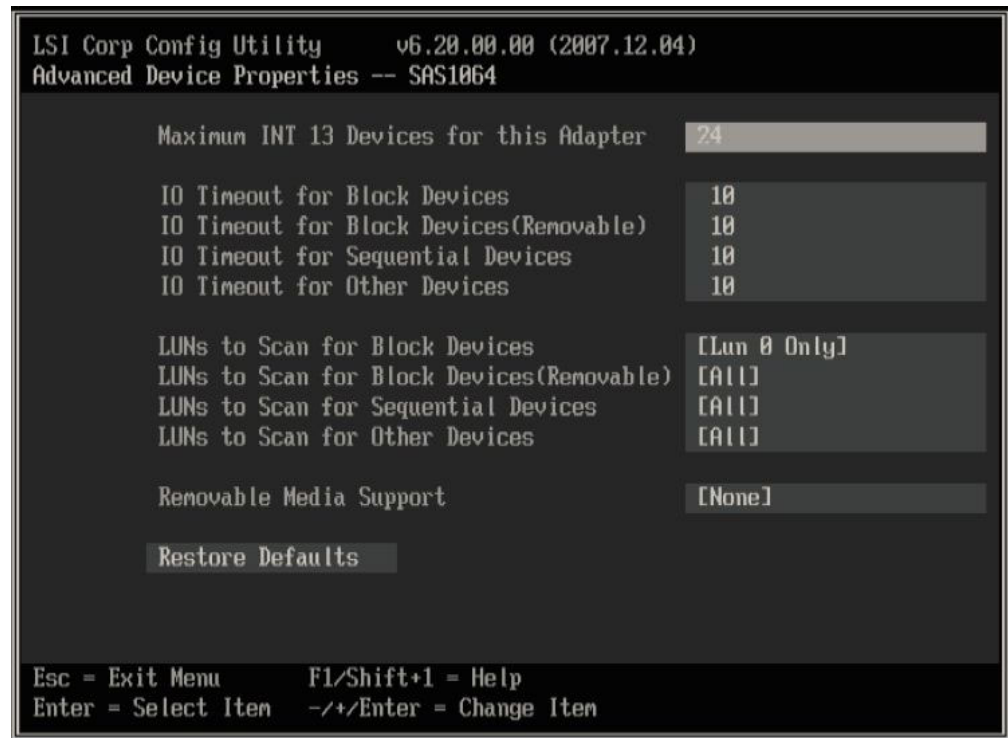 LSI Corp Config Utility v6.20.00.00 (2007.12.04)
Advanced Device Properties -- SAS1064
Maximum INT 13 Devices for this Adapter 24
IO Timeout for Block Devices 10
IO Timeout for Block Devices(Removable) 10
IO Timeout for Sequential Devices 10
IO Timeout for Other Devices 10
LUNs to Scan for Block Devices [Lun 0 Only]
LUNs to Scan for Block Devices(Removable) [All]
LUNs to Scan for Sequential Devices [All]
LUNs to Scan for Other Devices [All]
Removable Media Support [None]
Restore Defaults
Esc = Exit Menu F1/Shift+1 = Help
Enter = Select Item -/+/Enter = Change Item